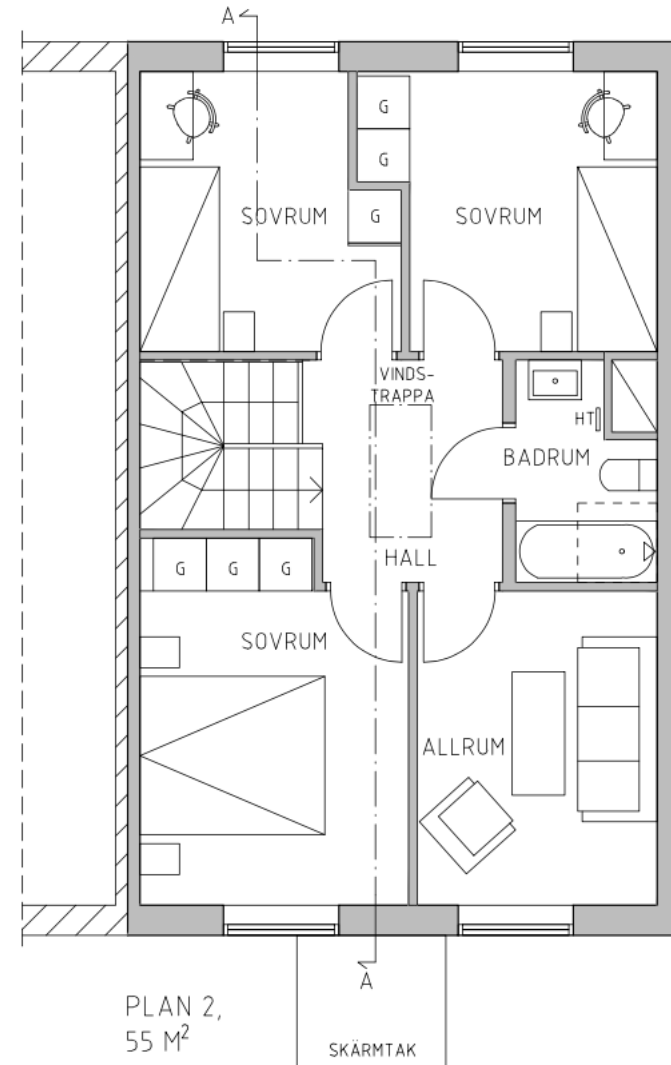 A
G
G
SOVRUM
G
SOVRUM
VINDS-
TRAPPA
HT
BADRUM
HALL
G
G
G
SOVRUM
ALLRUM
A
PLAN 2,
55 M²
SKÄRMTAK